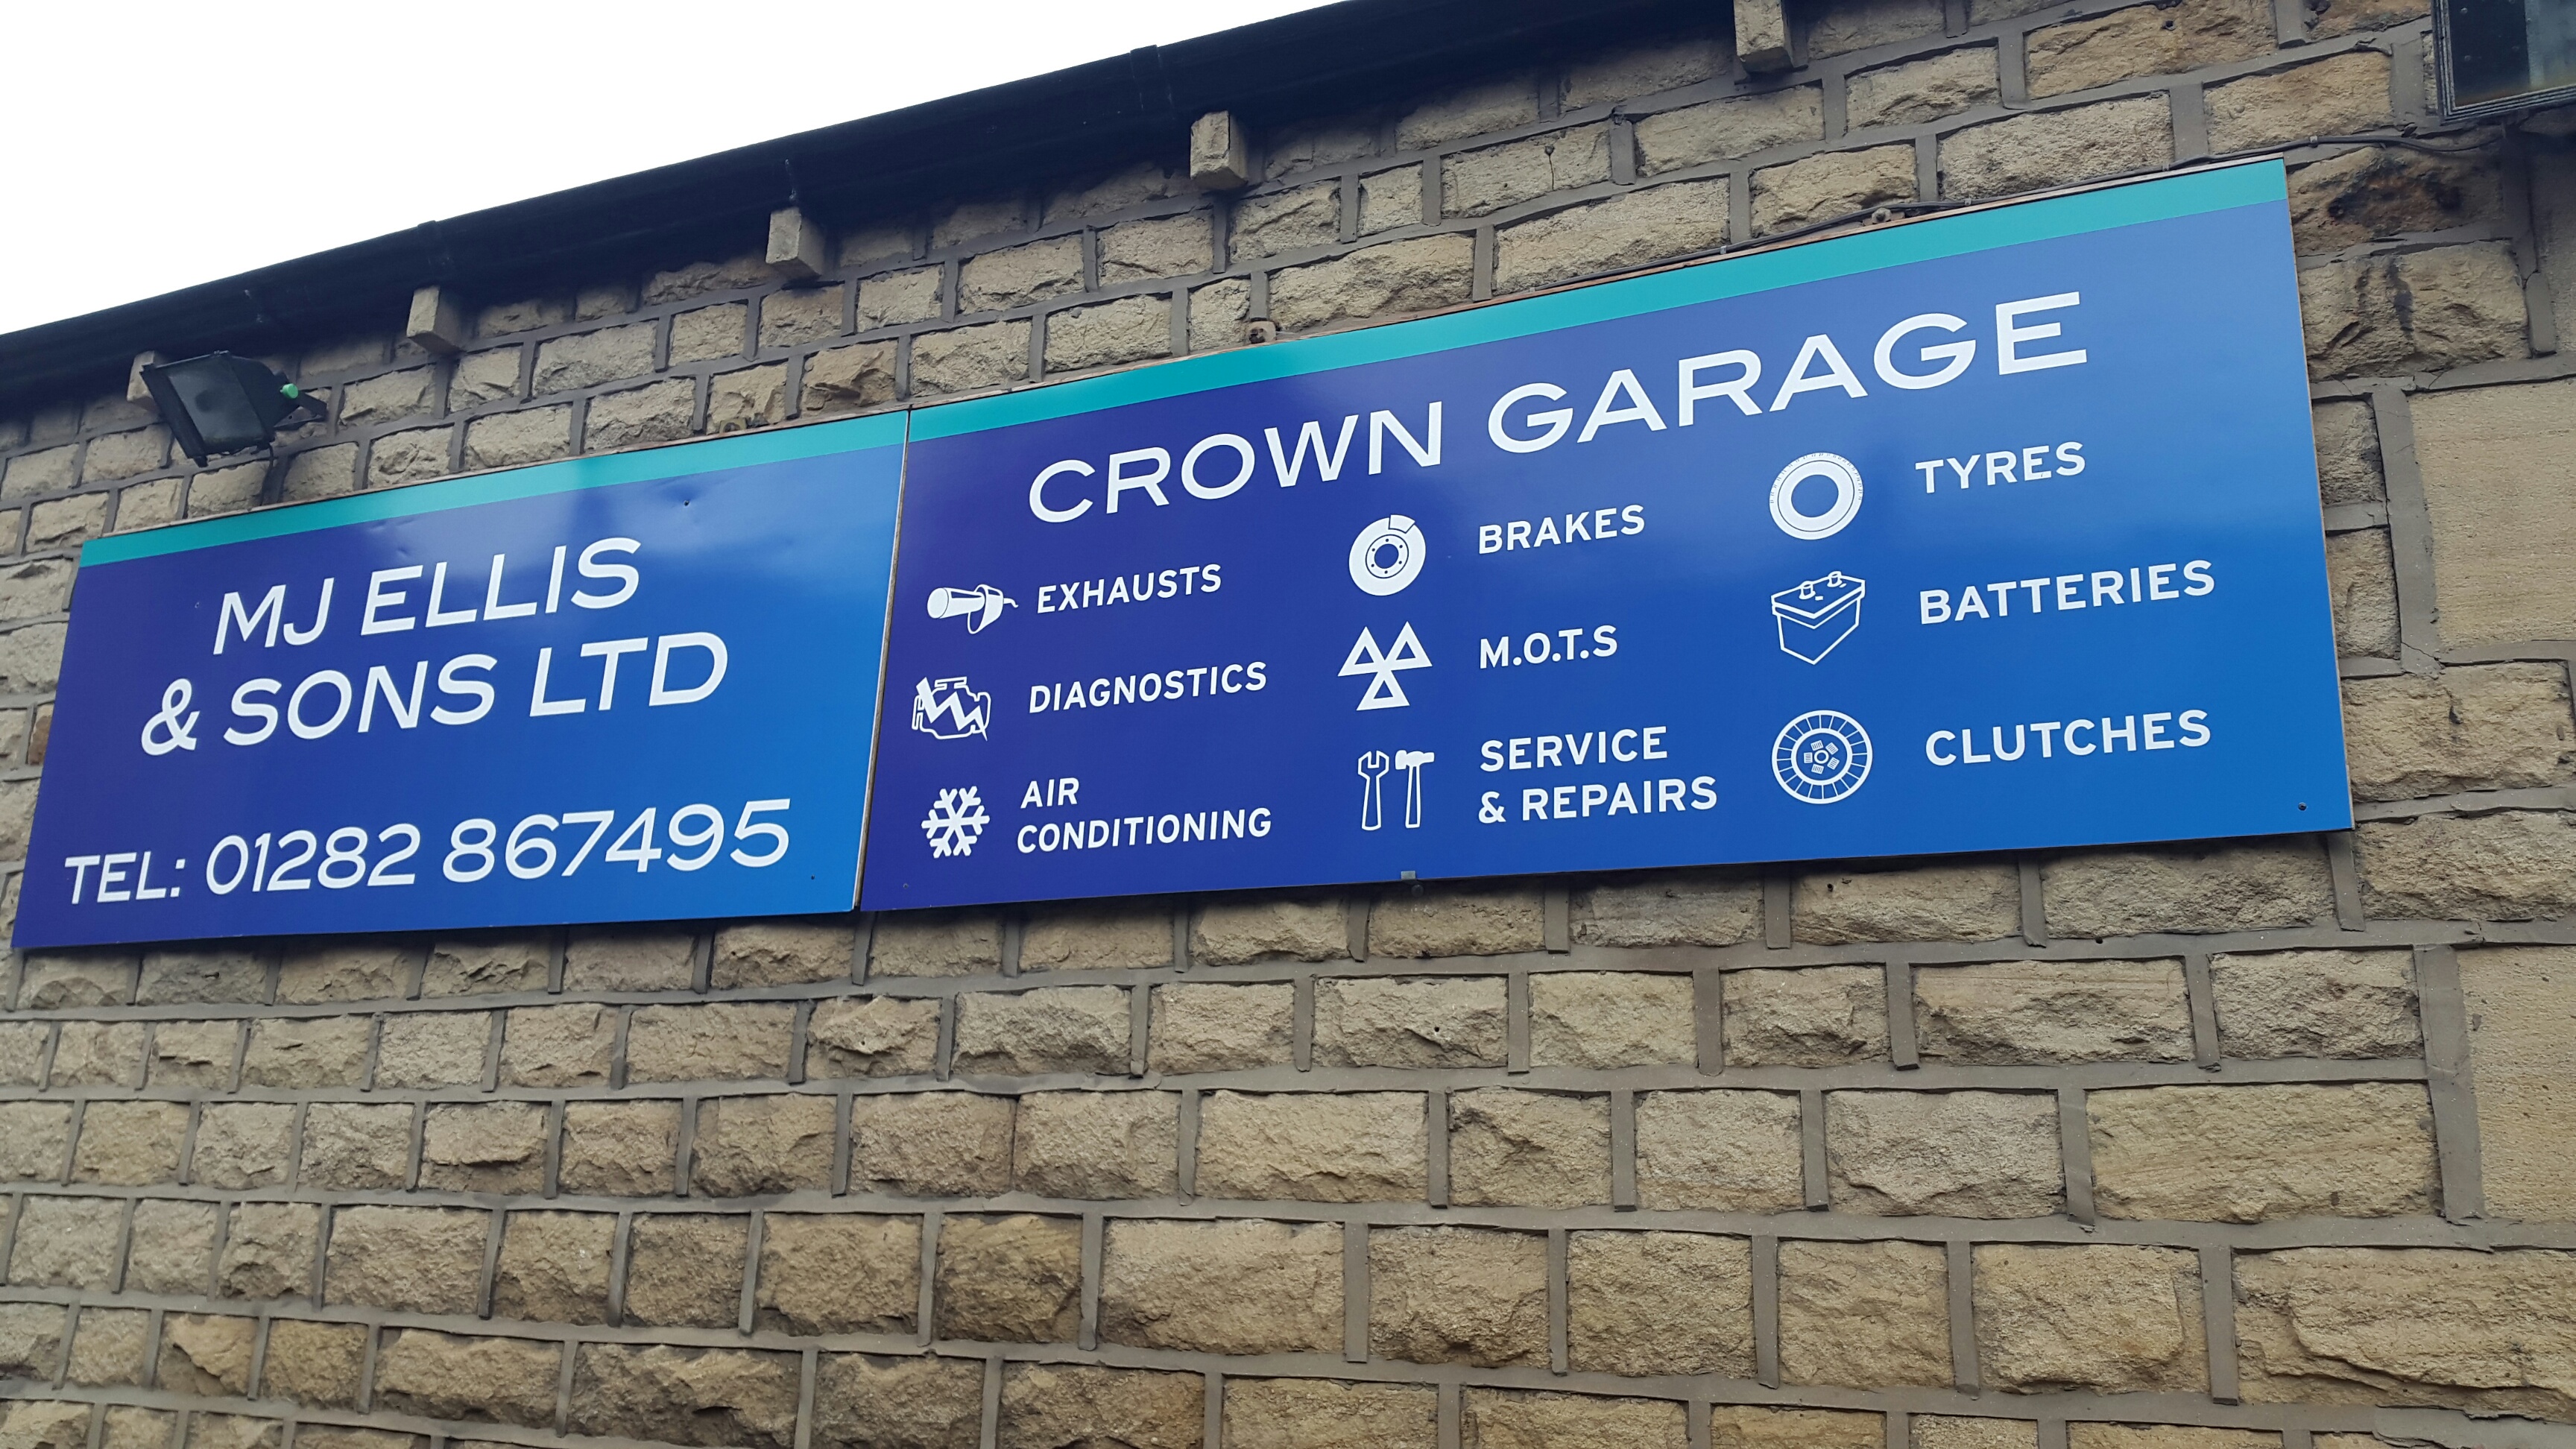 MJ ELLIS
& SONS LTD
TEL: 01282 867495
CROWN GARAGE
EXHAUSTS
DIAGNOSTICS
AIR
CONDITIONING
BRAKES
M.O.T.S
SERVICE
& REPAIRS
TYRES
BATTERIES
CLUTCHES